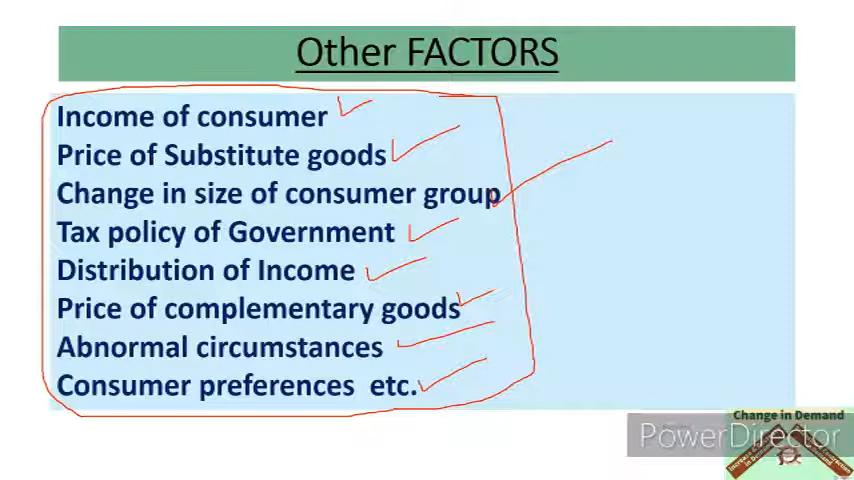 Other FACTORS
Income of consumer
Price of Substitute goods
Change in size of consumer group
Tax policy of Government
Distribution of Income
Price of complementary goods
Abnormal circumstances
Consumer preferences etc.
Change in Demand
PowerDirector